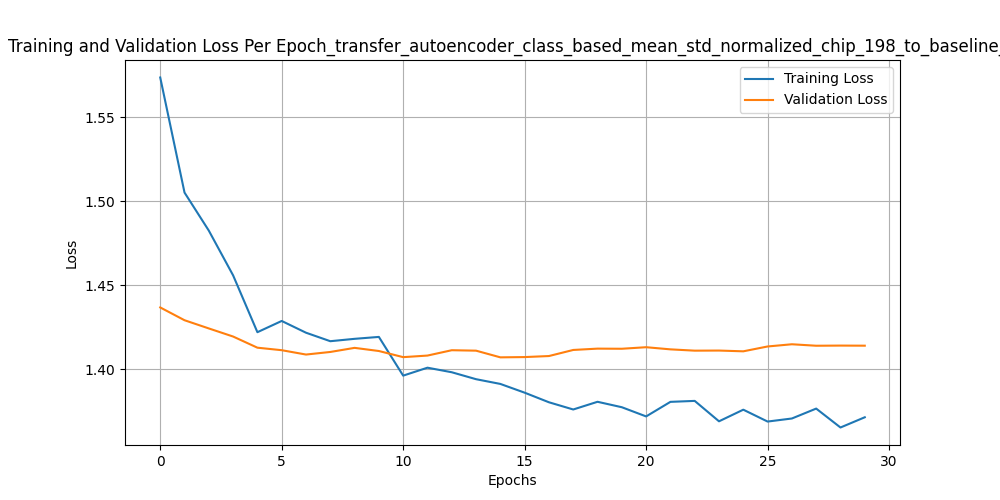 Training and Validation Loss Per Epoch_transfer_autoencoder_class_based_mean_std_normalized_chip_198_to_baseline_
Training Loss
Validation Loss
1.55
1.50
1.45
1.40
Loss
0 5 10 15 20 25 30
Epochs